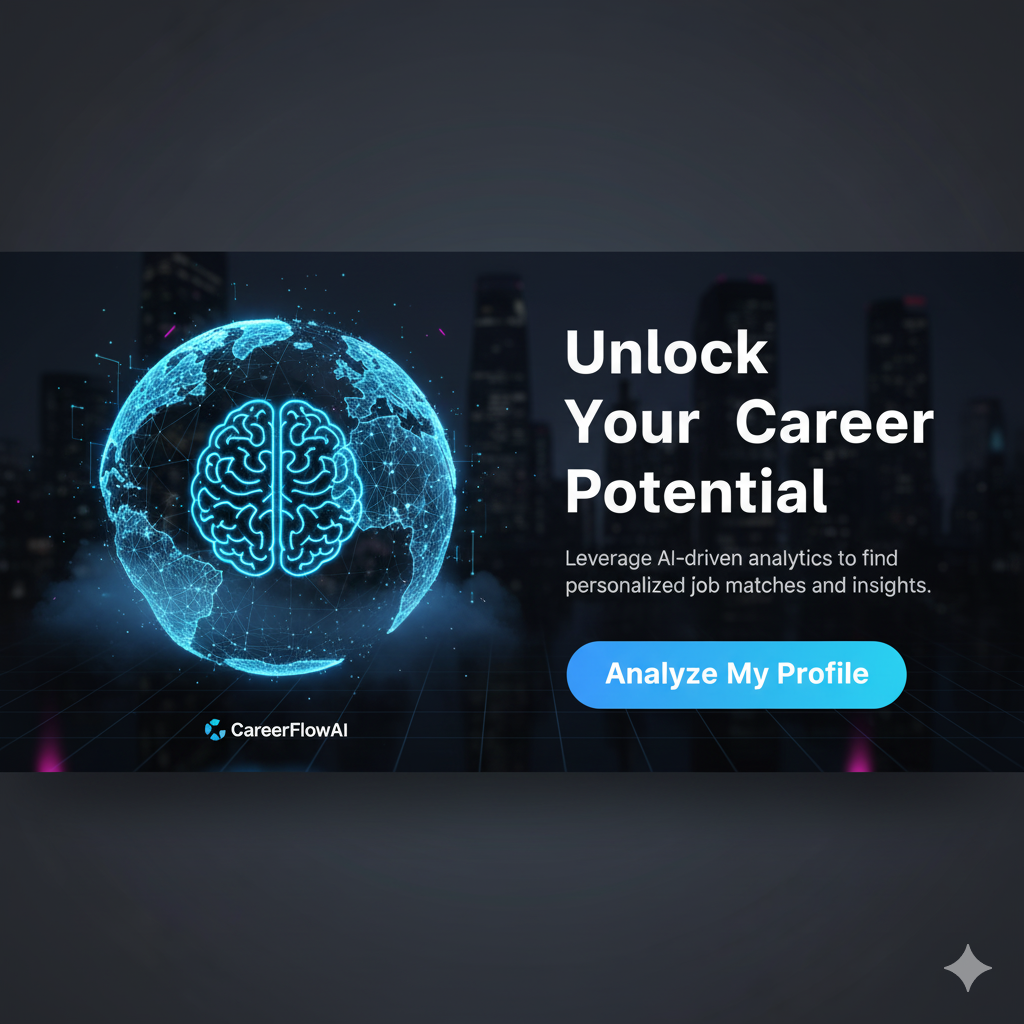 Unlock
Your Career
Potential
Leverage AI-driven analytics to find
personalized job matches and insights.
Analyze My Profile
CareerFlowAI